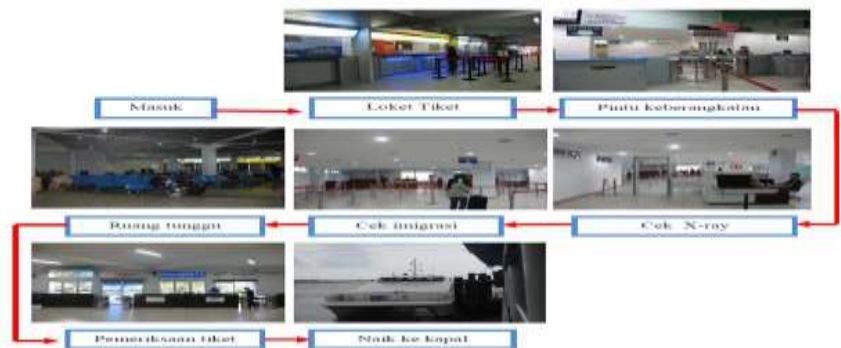 Masuk
Loket Tiket
Pintu keberangkatan
Cek X-ray
Cek imigrasi
Ruang tunggu
Pemeriksaan tiket
Naik ke kapal